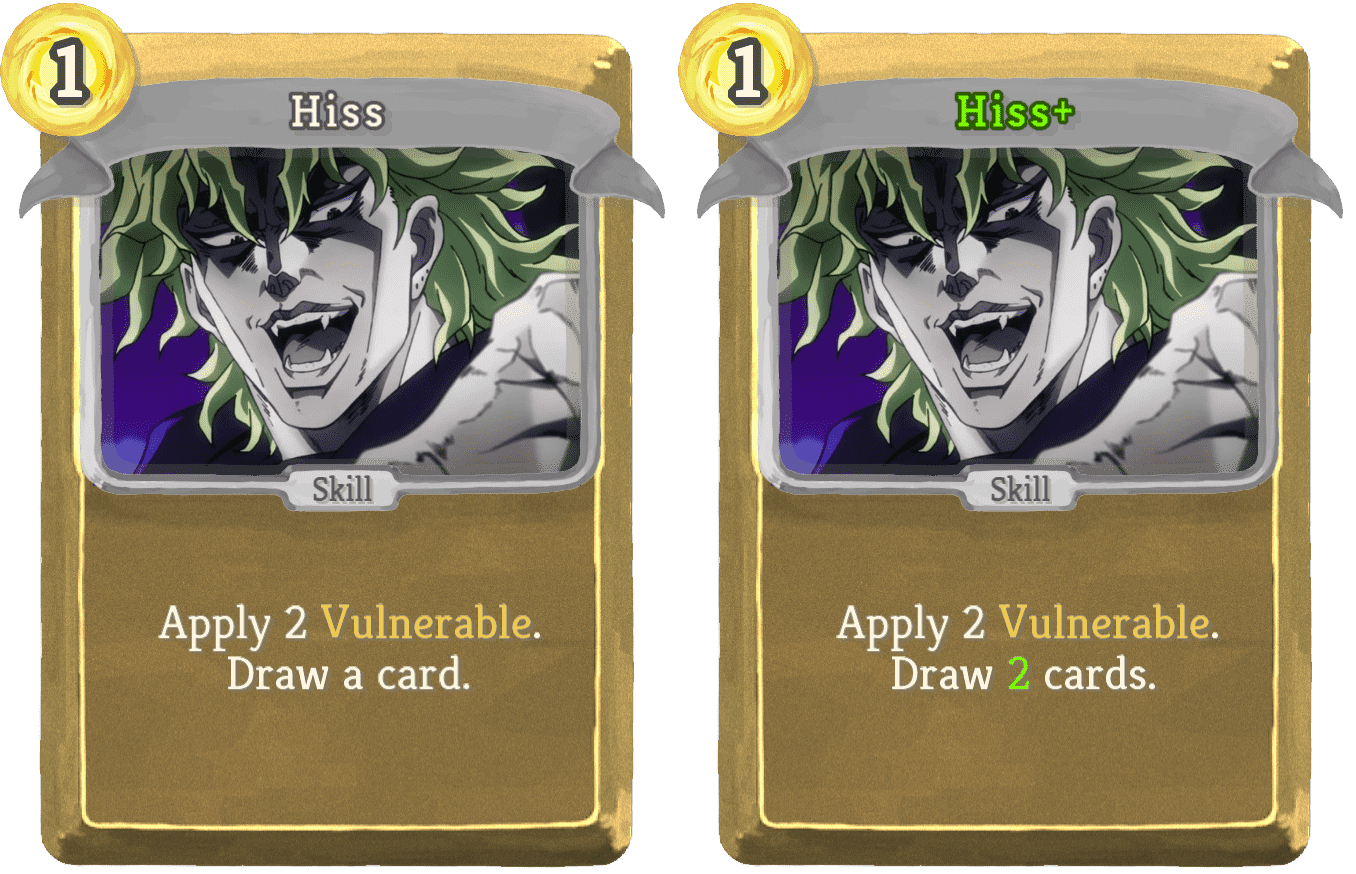 1
Hiss
Skill
Apply 2 Vulnerable.
Draw a card.
1
Hiss+
Skill
Apply 2 Vulnerable.
Draw 2 cards.